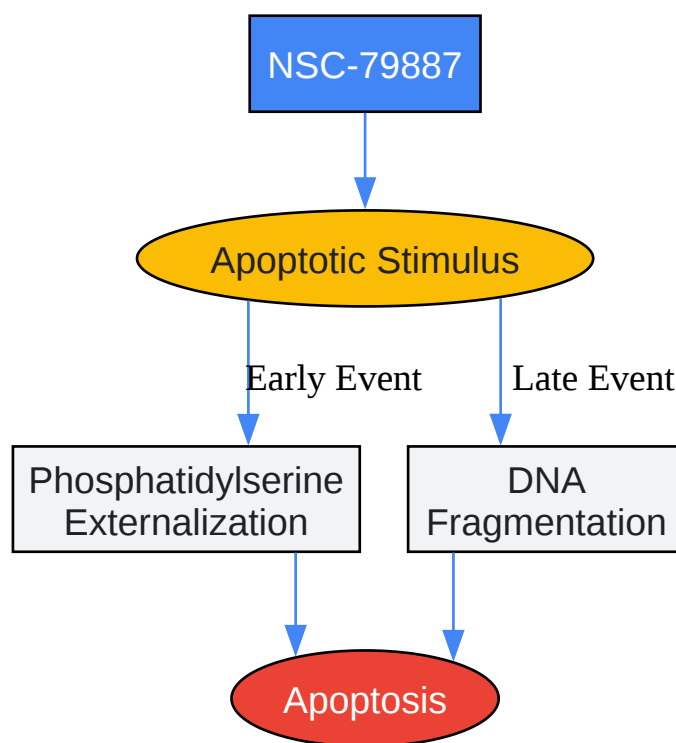 NSC-79887
Apoptotic Stimulus
Early Event
Late Event
Phosphatidylserine
Externalization
DNA
Fragmentation
Apoptosis